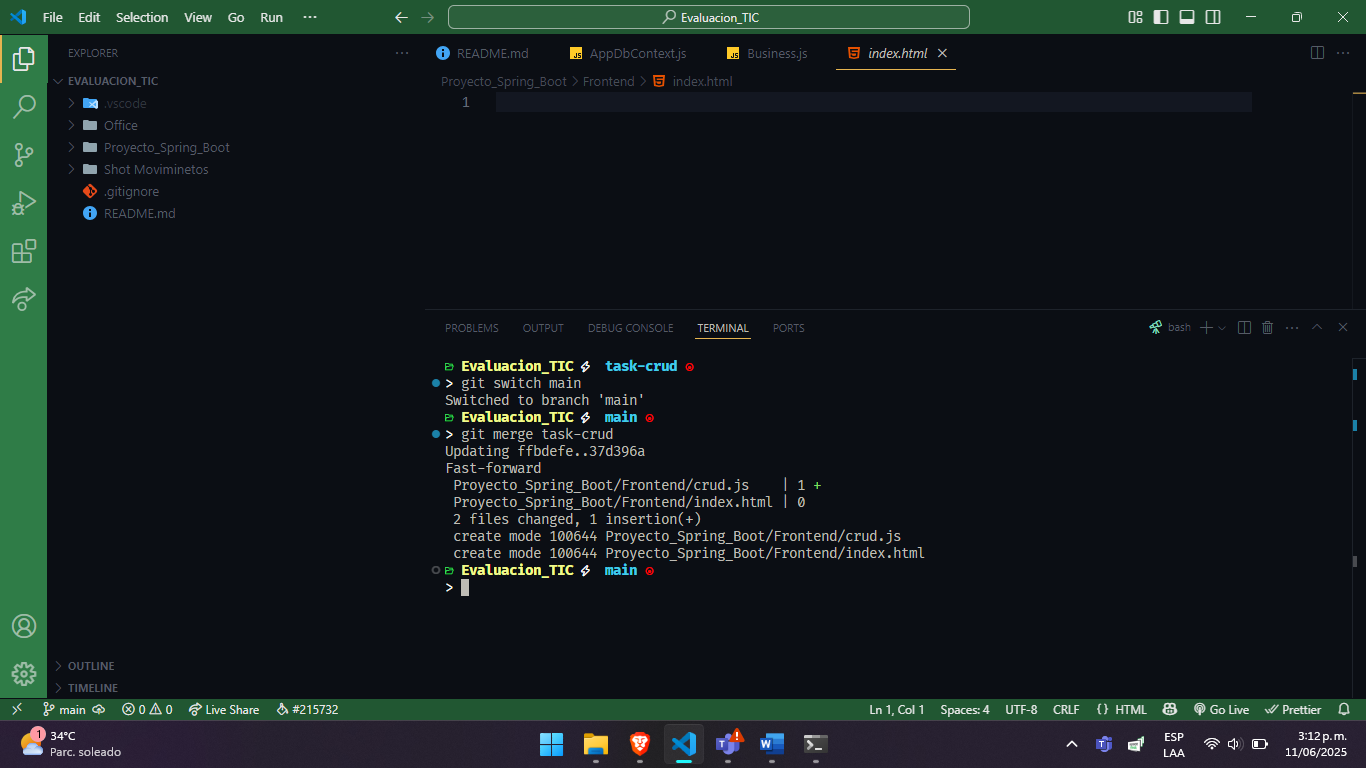 File Edit Selection View Go Run ··· Evaluacion_TIC
EXPLORER ···
README.md AppDbContext.js Business.js index.html
EVALUACION_TIC
Proyecto_Spring_Boot > Frontend > index.html
.vscode
1
Office
Proyecto_Spring_Boot
Shot Moviminetos
.gitignore
README.md
PROBLEMS OUTPUT DEBUG CONSOLE TERMINAL PORTS bash
Evaluacion_TIC task-crud
> git switch main
Switched to branch 'main'
Evaluacion_TIC main
> git merge task-crud
Updating ffbdefe..37d396a
Fast-forward
Proyecto_Spring_Boot/Frontend/crud.js | 1 +
Proyecto_Spring_Boot/Frontend/index.html | 0
2 files changed, 1 insertion(+)
create mode 100644 Proyecto_Spring_Boot/Frontend/crud.js
create mode 100644 Proyecto_Spring_Boot/Frontend/index.html
Evaluacion_TIC main
>
OUTLINE
TIMELINE
main 0 0 Live Share #215732 Ln 1, Col 1 Spaces: 4 UTF-8 CRLF {} HTML Go Live Prettier
1 34°C
Parc. soleado
ESP
LAA
3:12 p.m.
11/06/2025